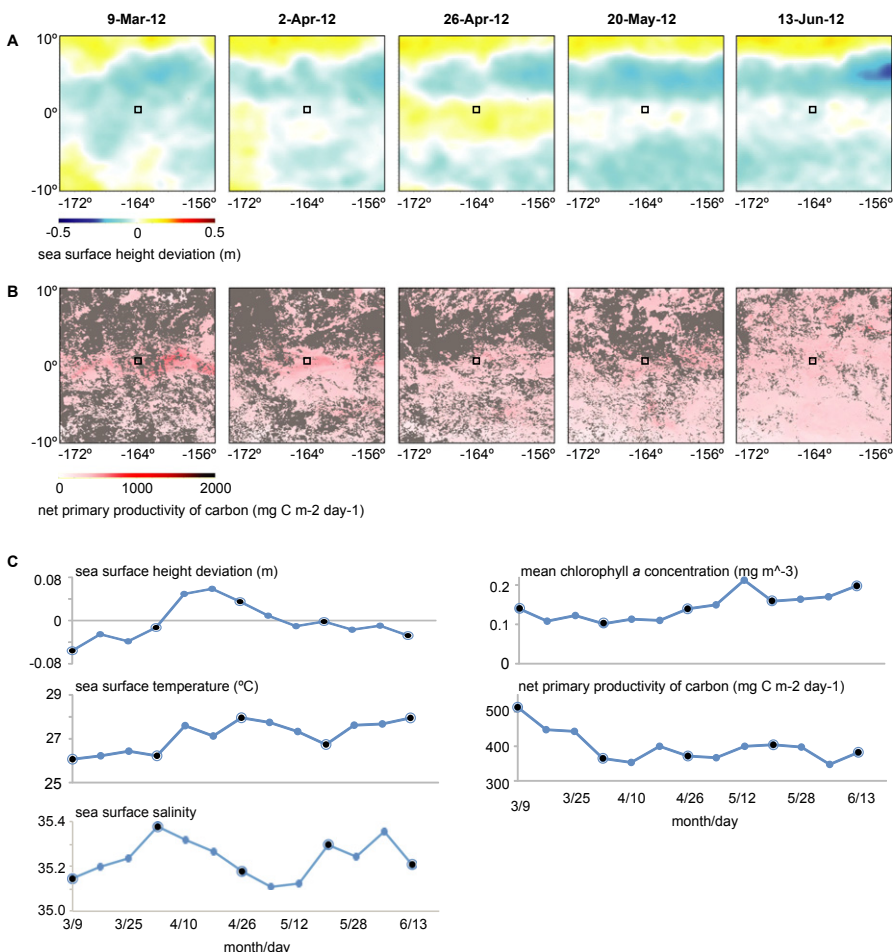 9-Mar-12 2-Apr-12 26-Apr-12 20-May-12 13-Jun-12
A
10º
0º
-10º
-172º -164º -156º -172º -164º -156º -172º -164º -156º -172º -164º -156º -172º -164º -156º
-0.5 0 0.5
sea surface height deviation (m)
B
10º
0º
-10º
-172º -164º -156º -172º -164º -156º -172º -164º -156º -172º -164º -156º -172º -164º -156º
0 1000 2000
net primary productivity of carbon (mg C m-2 day-1)
C
sea surface height deviation (m)
0.08
0
-0.08
sea surface temperature (ºC)
29
27
25
sea surface salinity
35.4
35.2
35.0
3/9 3/25 4/10 4/26 5/12 5/28 6/13
month/day
mean chlorophyll a concentration (mg m^-3)
0.2
0.1
0
net primary productivity of carbon (mg C m-2 day-1)
500
400
300
3/9 3/25 4/10 4/26 5/12 5/28 6/13
month/day